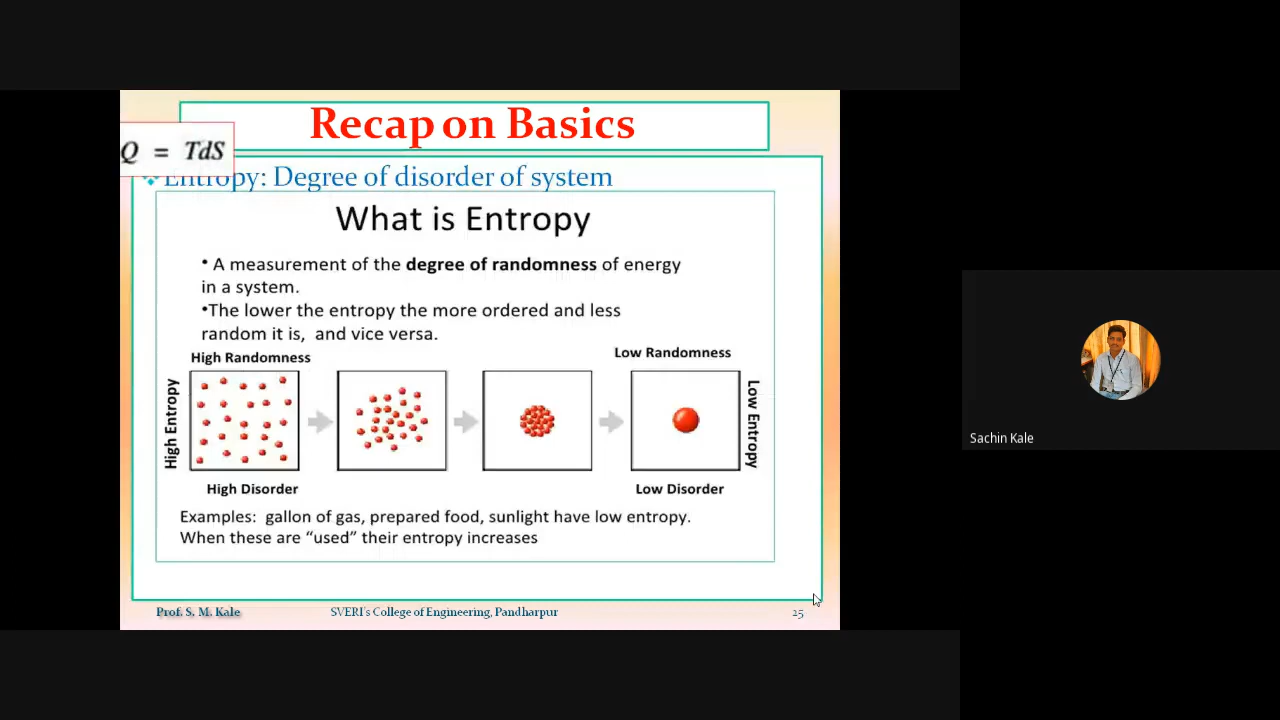 Recap on Basics
Q = TdS
Entropy: Degree of disorder of system
What is Entropy
• A measurement of the degree of randomness of energy
in a system.
•The lower the entropy the more ordered and less
random it is, and vice versa.
High Randomness
Low Randomness
High Entropy
Low Entropy
High Disorder
Low Disorder
Examples: gallon of gas, prepared food, sunlight have low entropy.
When these are “used” their entropy increases
Prof. S. M. Kale
SVERI's College of Engineering, Pandharpur
25
Sachin Kale